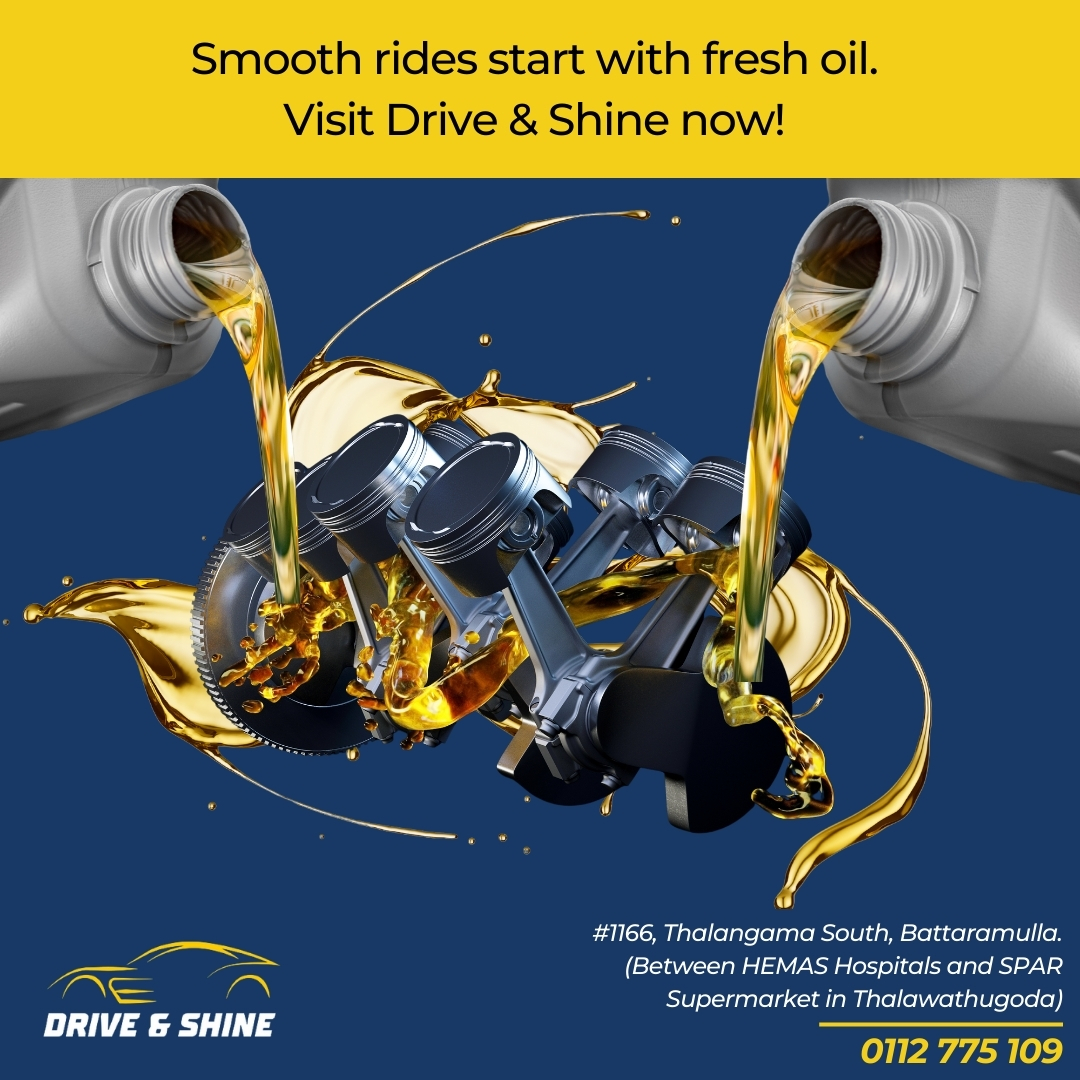 Smooth rides start with fresh oil.
Visit Drive & Shine now!
#1166, Thalangama South, Battaramulla.
(Between HEMAS Hospitals and SPAR
Supermarket in Thalawathugoda)
DRIVE & SHINE
0112 775 109